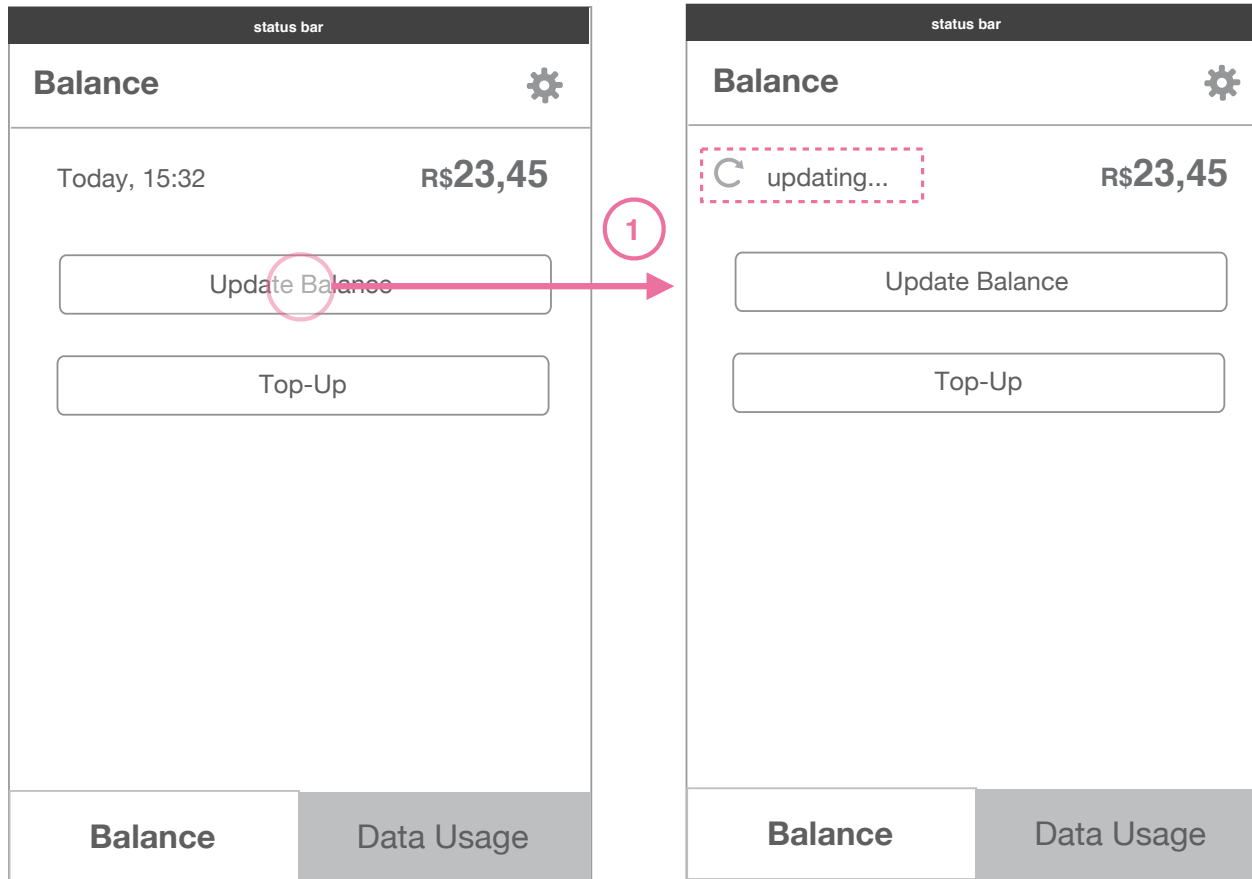 status bar
Balance
Today, 15:32 R$23,45
Update Balance
Top-Up
Balance Data Usage
1
status bar
Balance
updating... R$23,45
Update Balance
Top-Up
Balance Data Usage